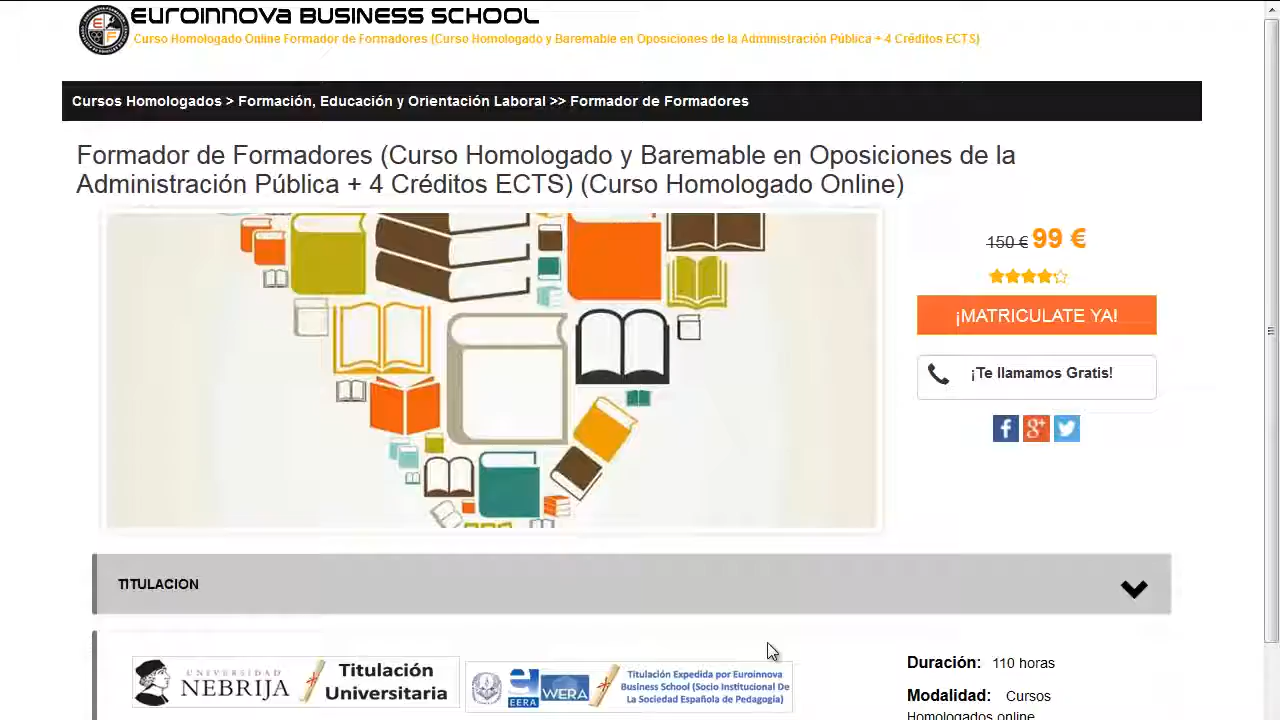 EUROINNOVA BUSINESS SCHOOL
Curso Homologado Online Formador de Formadores (Curso Homologado y Baremable en Oposiciones de la Administración Pública + 4 Créditos ECTS)
Cursos Homologados > Formación, Educación y Orientación Laboral >> Formador de Formadores
Formador de Formadores (Curso Homologado y Baremable en Oposiciones de la
Administración Pública + 4 Créditos ECTS) (Curso Homologado Online)
150 € 99 €
¡MATRICULATE YA!
¡Te llamamos Gratis!
TITULACION
UNIVERSIDAD
NEBRIJA
Titulación
Universitaria
EERA
WERA
Titulación Expedida por Euroinnova
Business School (Socio Institucional De
La Sociedad Española de Pedagogía)
Duración: 110 horas
Modalidad: Cursos
Homologados online